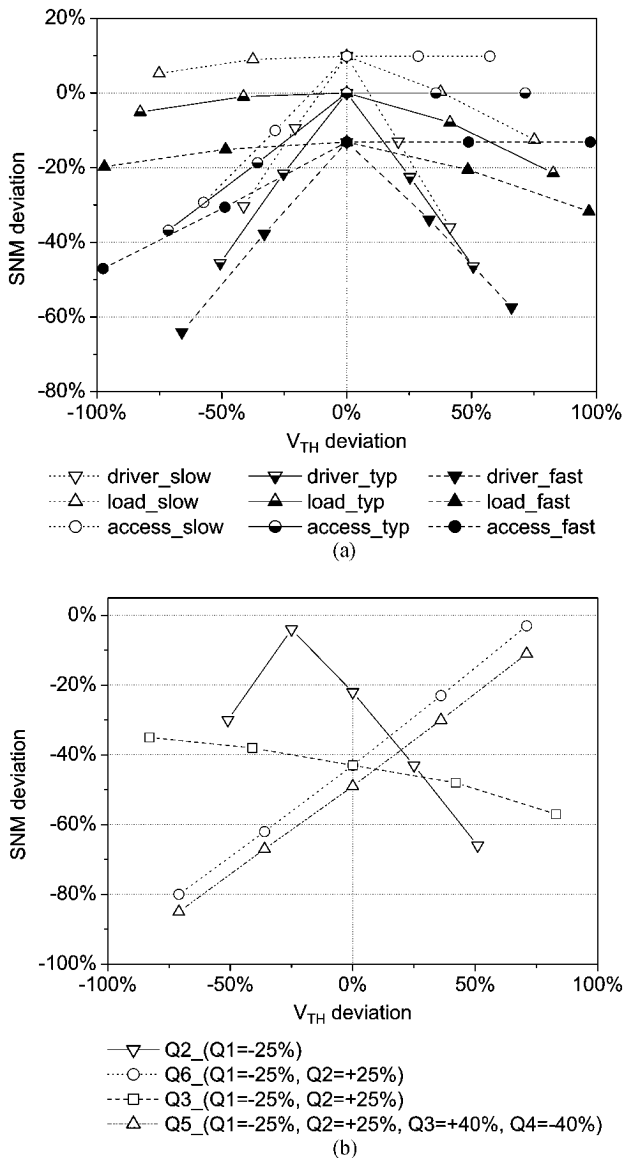 20%
0%
-20%
-40%
-60%
-80%
SNM deviation
-100%
-50%
0%
50%
100%
V_TH deviation
driver_slow
driver_typ
driver_fast
load_slow
load_typ
load_fast
access_slow
access_typ
access_fast
(a)
0%
-20%
-40%
-60%
-80%
-100%
SNM deviation
-100%
-50%
0%
50%
100%
V_TH deviation
Q2_(Q1=-25%)
Q6_(Q1=-25%, Q2=+25%)
Q3_(Q1=-25%, Q2=+25%)
Q5_(Q1=-25%, Q2=+25%, Q3=+40%, Q4=-40%)
(b)